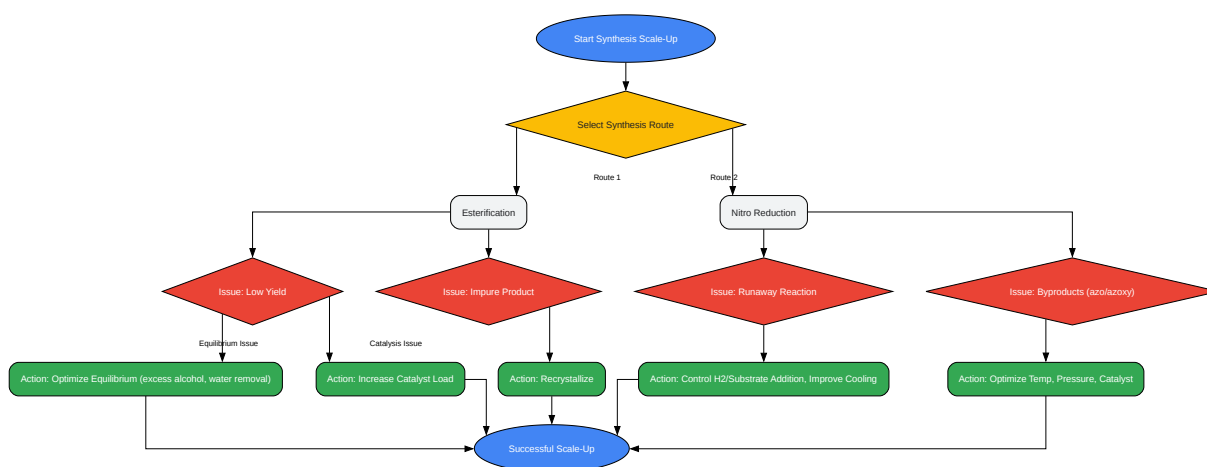 Start Synthesis Scale-Up
Select Synthesis Route
Route 1
Route 2
Esterification
Nitro Reduction
Issue: Low Yield
Issue: Impure Product
Issue: Runaway Reaction
Issue: Byproducts (azo/azoxy)
Equilibrium Issue
Catalysis Issue
Action: Optimize Equilibrium (excess alcohol, water removal)
Action: Increase Catalyst Load
Action: Recrystallize
Action: Control H2/Substrate Addition, Improve Cooling
Action: Optimize Temp, Pressure, Catalyst
Successful Scale-Up